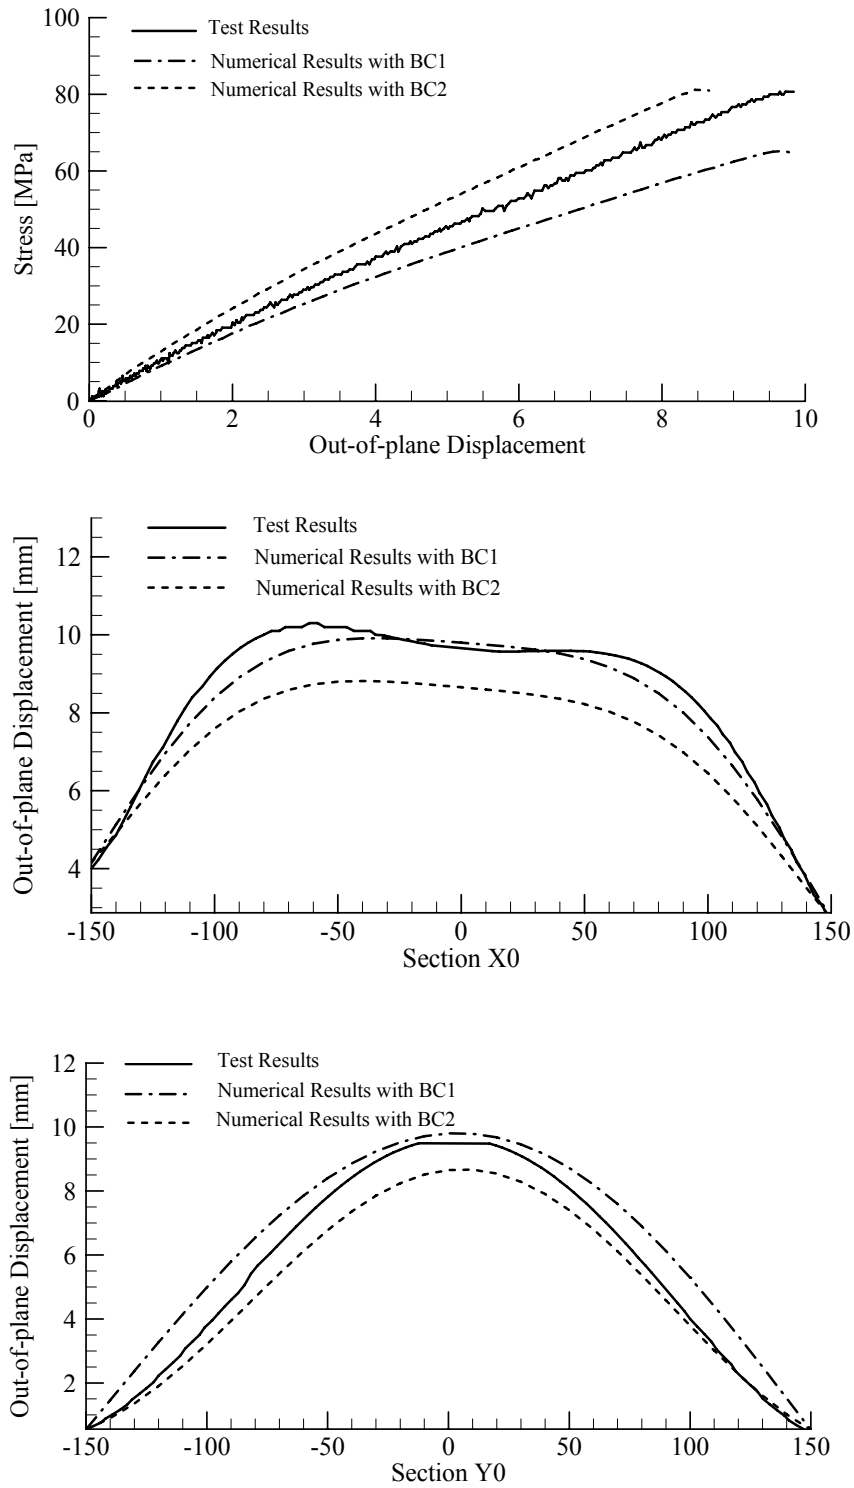 100
80
60
40
20
0
Stress [MPa]
Test Results
Numerical Results with BC1
Numerical Results with BC2
0 2 4 6 8 10
Out-of-plane Displacement
12
10
8
6
4
Out-of-plane Displacement [mm]
Test Results
Numerical Results with BC1
Numerical Results with BC2
-150 -100 -50 0 50 100 150
Section X0
12
10
8
6
4
2
Out-of-plane Displacement [mm]
Test Results
Numerical Results with BC1
Numerical Results with BC2
-150 -100 -50 0 50 100 150
Section Y0